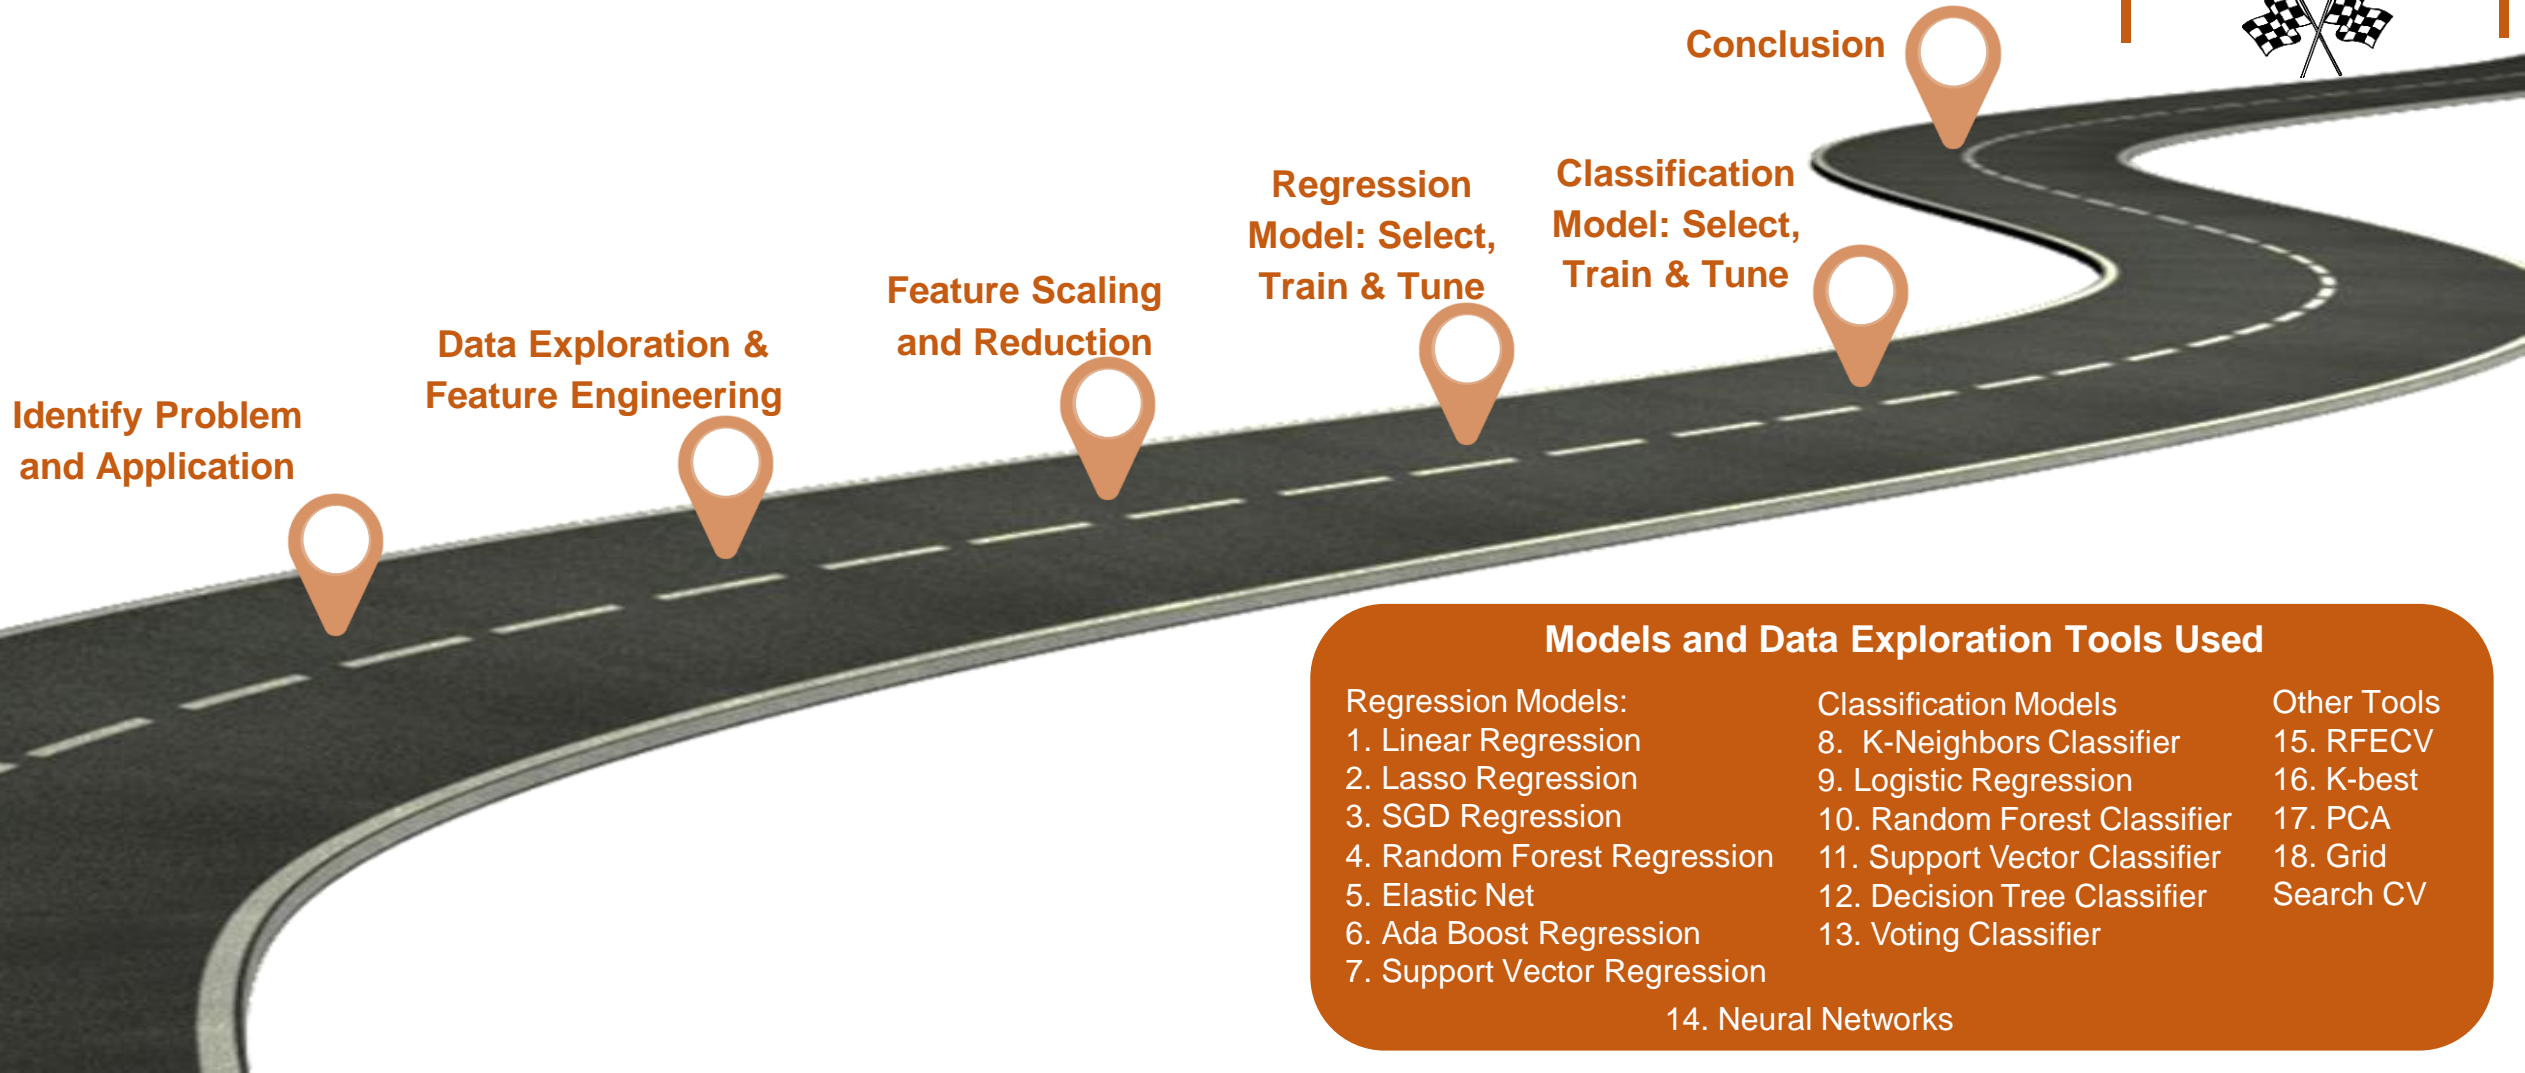 Conclusion
Regression
Model: Select,
Train & Tune
Classification
Model: Select,
Train & Tune
Feature Scaling
and Reduction
Data Exploration &
Feature Engineering
Identify Problem
and Application
Models and Data Exploration Tools Used
Regression Models:
1. Linear Regression
2. Lasso Regression
3. SGD Regression
4. Random Forest Regression
5. Elastic Net
6. Ada Boost Regression
7. Support Vector Regression
Classification Models
8. K-Neighbors Classifier
9. Logistic Regression
10. Random Forest Classifier
11. Support Vector Classifier
12. Decision Tree Classifier
13. Voting Classifier
Other Tools
15. RFECV
16. K-best
17. PCA
18. Grid
Search CV
14. Neural Networks